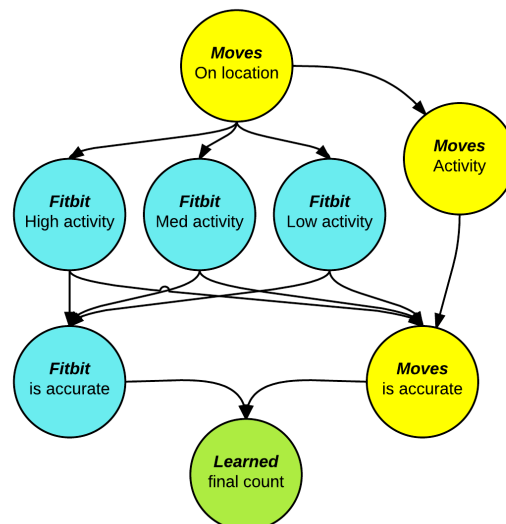 Moves
On location
Moves
Activity
Fitbit
High activity
Fitbit
Med activity
Fitbit
Low activity
Fitbit
is accurate
Moves
is accurate
Learned
final count